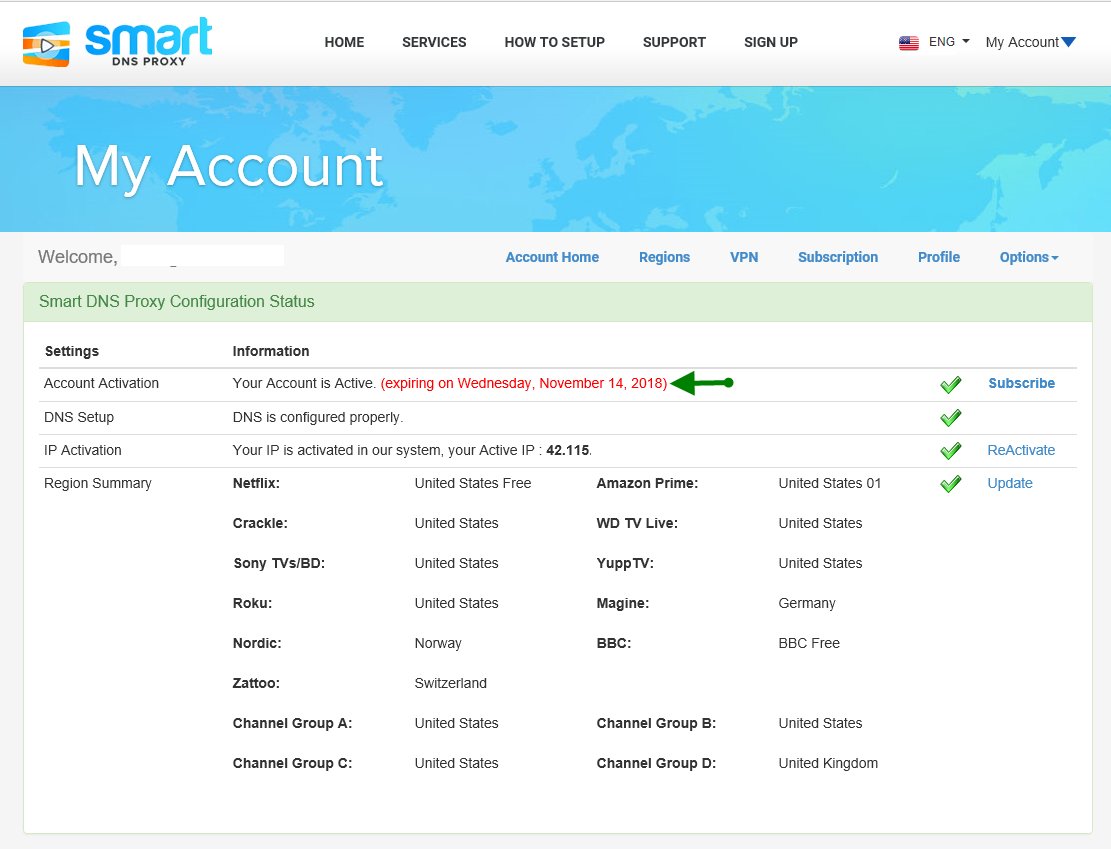 smart
DNS PROXY
HOME SERVICES HOW TO SETUP SUPPORT SIGN UP ENG My Account
My Account
Welcome,
Account Home Regions VPN Subscription Profile Options
Smart DNS Proxy Configuration Status
Settings Information
Account Activation Your Account is Active. (expiring on Wednesday, November 14, 2018) Subscribe
DNS Setup DNS is configured properly.
IP Activation Your IP is activated in our system, your Active IP : 42.115. ReActivate
Region Summary Netflix: United States Free Amazon Prime: United States 01 Update
Crackle: United States WD TV Live: United States
Sony TVs/BD: United States YuppTV: United States
Roku: United States Magine: Germany
Nordic: Norway BBC: BBC Free
Zattoo: Switzerland
Channel Group A: United States Channel Group B: United States
Channel Group C: United States Channel Group D: United Kingdom